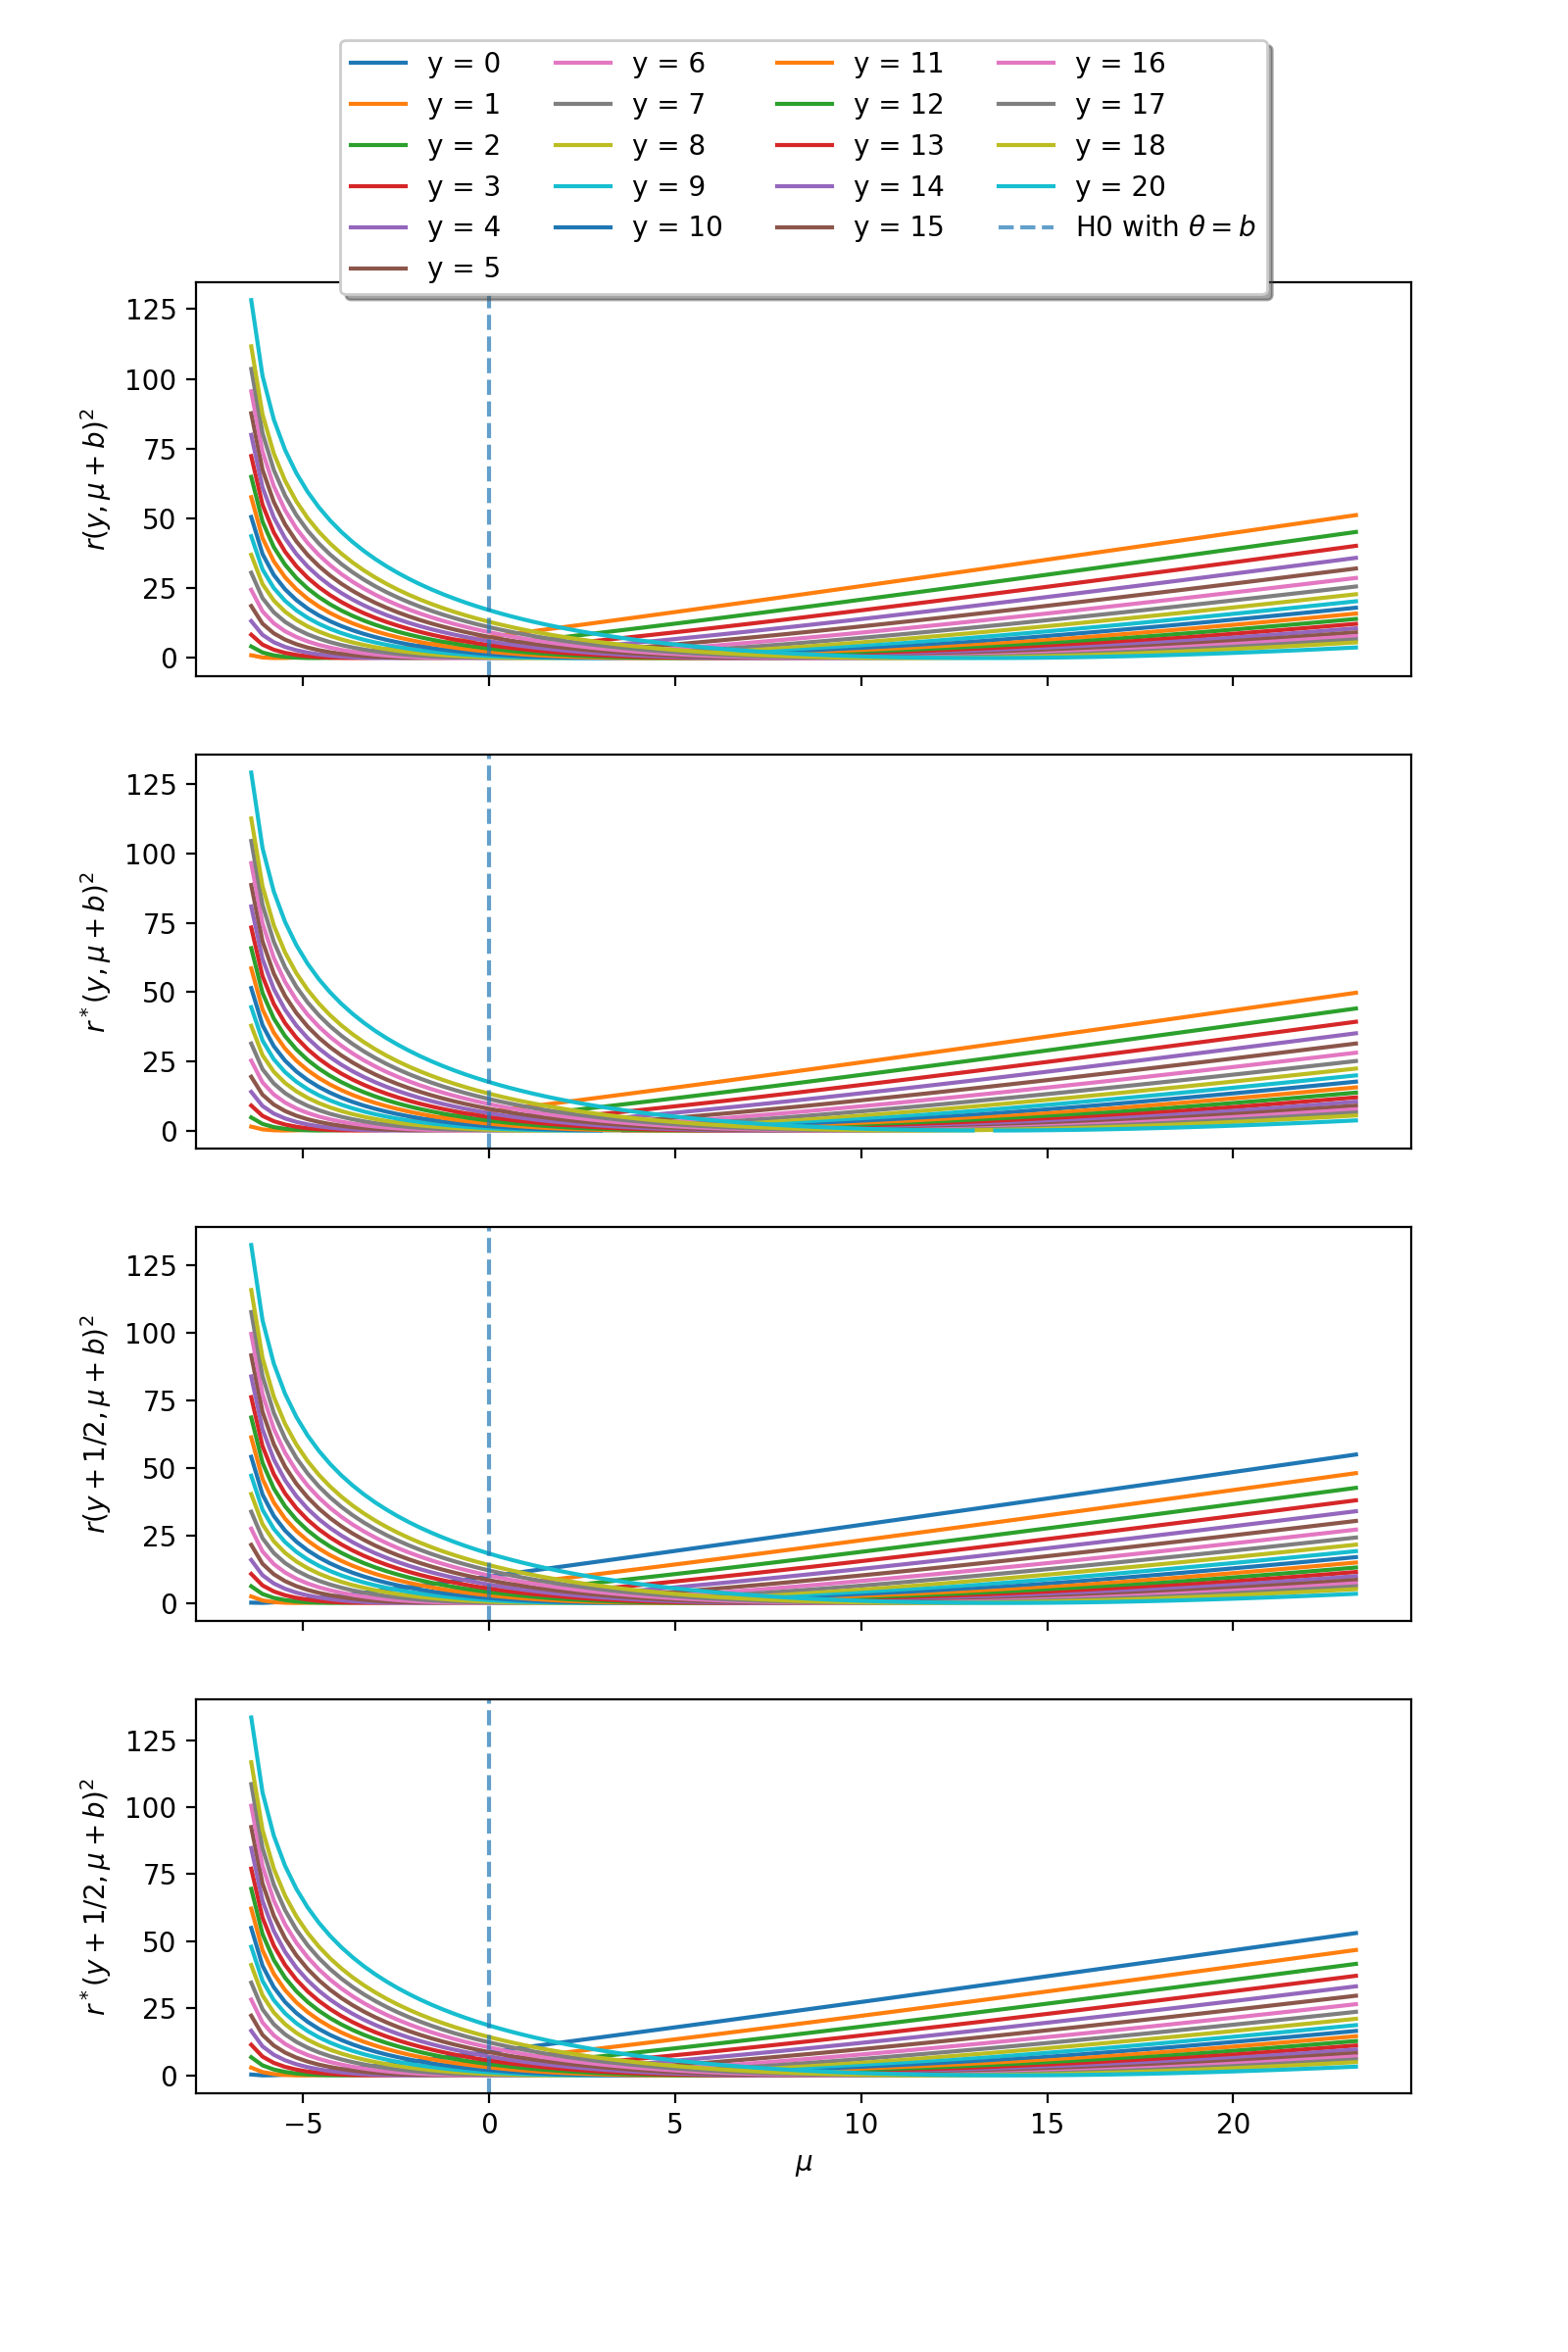 y = 0 y = 6 y = 11 y = 16
y = 1 y = 7 y = 12 y = 17
y = 2 y = 8 y = 13 y = 18
y = 3 y = 9 y = 14 y = 20
y = 4 y = 10 y = 15 H0 with θ = b
y = 5
125
100
75
50
25
0
r(y, μ + b)²
125
100
75
50
25
0
r*(y, μ + b)²
125
100
75
50
25
0
r(y + 1/2, μ + b)²
125
100
75
50
25
0
r*(y + 1/2, μ + b)²
−5 0 5 10 15 20
μ